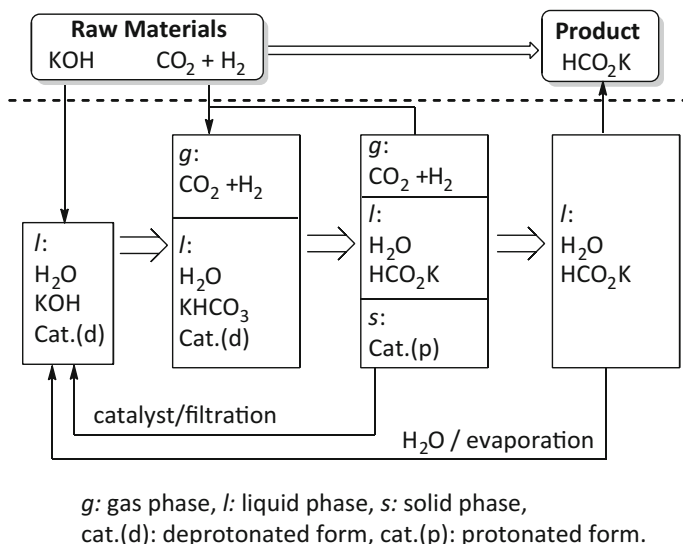 Raw Materials
KOH CO₂ + H₂
Product
HCO₂K
l:
H₂O
KOH
Cat.(d)
g:
CO₂ +H₂
l:
H₂O
KHCO₃
Cat.(d)
g:
CO₂ +H₂
l:
H₂O
HCO₂K
s:
Cat.(p)
l:
H₂O
HCO₂K
catalyst/filtration
H₂O / evaporation
g: gas phase, l: liquid phase, s: solid phase,
cat.(d): deprotonated form, cat.(p): protonated form.